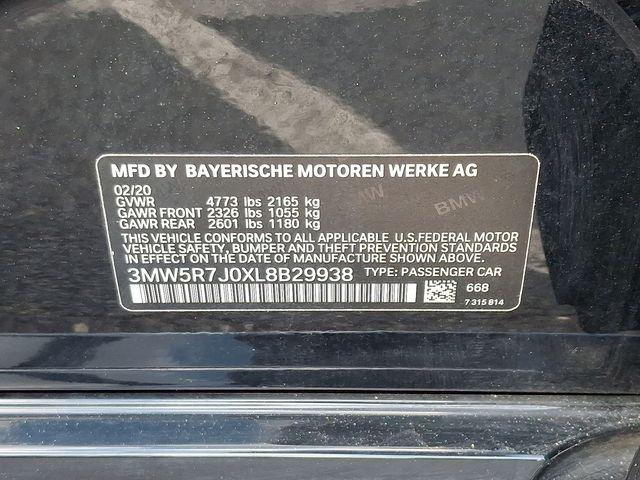 MFD BY BAYERISCHE MOTOREN WERKE AG
02/20
GVWR 4773 lbs 2165 kg
GAWR FRONT 2326 lbs 1055 kg
GAWR REAR 2601 lbs 1180 kg
THIS VEHICLE CONFORMS TO ALL APPLICABLE U.S.FEDERAL MOTOR
VEHICLE SAFETY, BUMPER AND THEFT PREVENTION STANDARDS
IN EFFECT ON THE DATE OF MANUFACTURE SHOWN ABOVE.
3MW5R7J0XL8B29938 TYPE: PASSENGER CAR
668
7 315 814
BMW